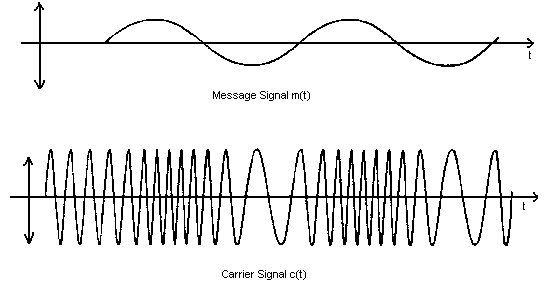 t
Message Signal m(t)
t
Carrier Signal c(t)